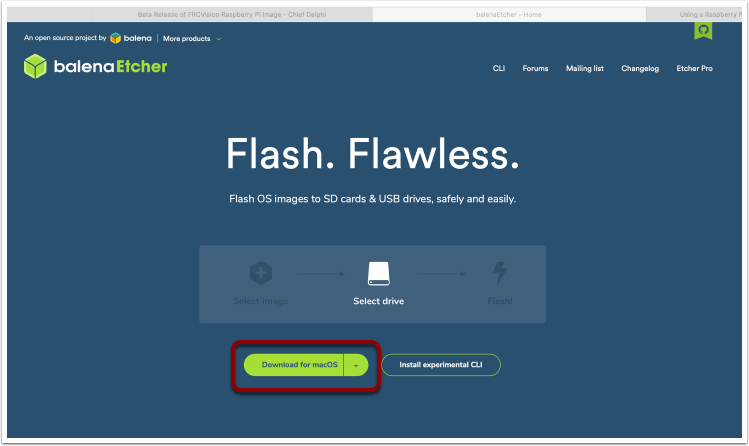 Beta Release of FRCVision Raspberry PI Image - Chief Delphi
balenaEtcher - Home
Using a Raspberry P
An open source project by balena | More products
balenaEtcher
CLI
Forums
Mailing list
Changelog
Etcher Pro
Flash. Flawless.
Flash OS images to SD cards & USB drives, safely and easily.
Select image
Select drive
Flash!
Download for macOS
Install experimental CLI